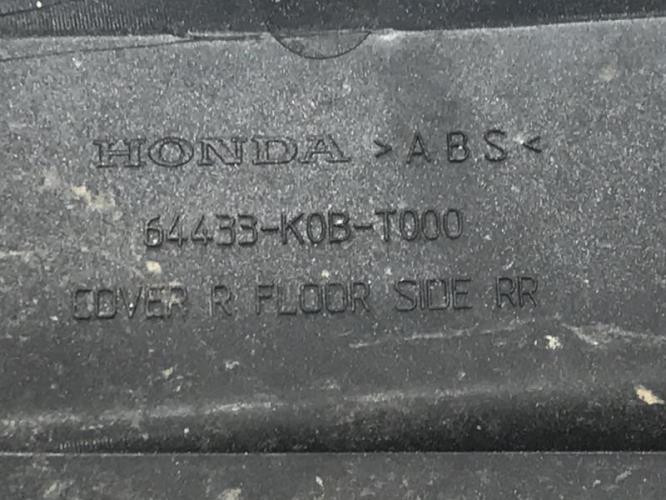 HONDA >ABS<
64433-K0B-T000
COVER R FLOOR SIDE RR